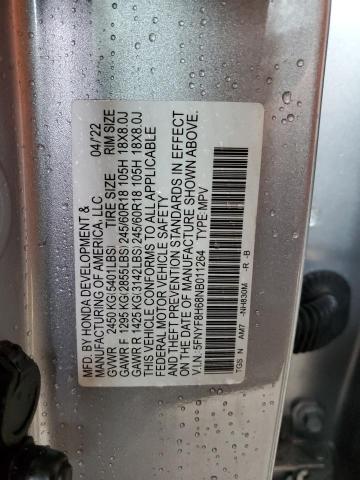 MFD. BY HONDA DEVELOPMENT &
MANUFACTURING OF AMERICA, LLC 04/'22
GVWR 2450 KG(5401LBS) TIRE SIZE RIM SIZE
GAWR F 1295 KG(2855LBS) 245/60R18 105H 18X8.0J
GAWR R 1425 KG(3142LBS) 245/60R18 105H 18X8.0J
THIS VEHICLE CONFORMS TO ALL APPLICABLE
FEDERAL MOTOR VEHICLE SAFETY
AND THEFT PREVENTION STANDARDS IN EFFECT
ON THE DATE OF MANUFACTURE SHOWN ABOVE.
V.I.N. 5FNYF8H68NB011264 TYPE:MPV
TGS N AM7 -NH830M -R -B